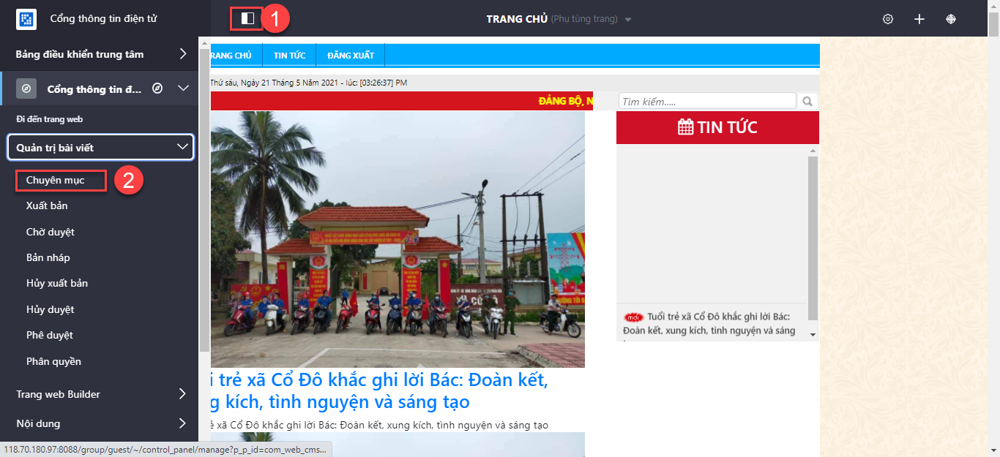 Cổng thông tin điện tử
1
TRANG CHỦ (Phụ tùng trang)
Bảng điều khiển trung tâm
Cổng thông tin đ...
Đi đến trang web
Quản trị bài viết
Chuyên mục
2
Xuất bản
Chờ duyệt
Bản nháp
Hủy xuất bản
Hủy duyệt
Phê duyệt
Phân quyền
Trang web Builder
Nội dung
118.70.180.97:8088/group/guest/~/control_panel/manage?p_p_id=com_web_cms...
RANG CHỦ
TIN TỨC
ĐĂNG XUẤT
Thứ sáu, Ngày 21 Tháng 5 Năm 2021 - lúc: [03:26:37] PM
ĐẢNG BỘ, N
Tìm kiếm.....
TIN TỨC
mới Tuổi trẻ xã Cổ Đô khắc ghi lời Bác:
Đoàn kết, xung kích, tình nguyện và sáng
i trẻ xã Cổ Đô khắc ghi lời Bác: Đoàn kết,
g kích, tình nguyện và sáng tạo
ẻ xã Cổ Đô khắc ghi lời Bác: Đoàn kết, xung kích, tình nguyện và sáng tạo